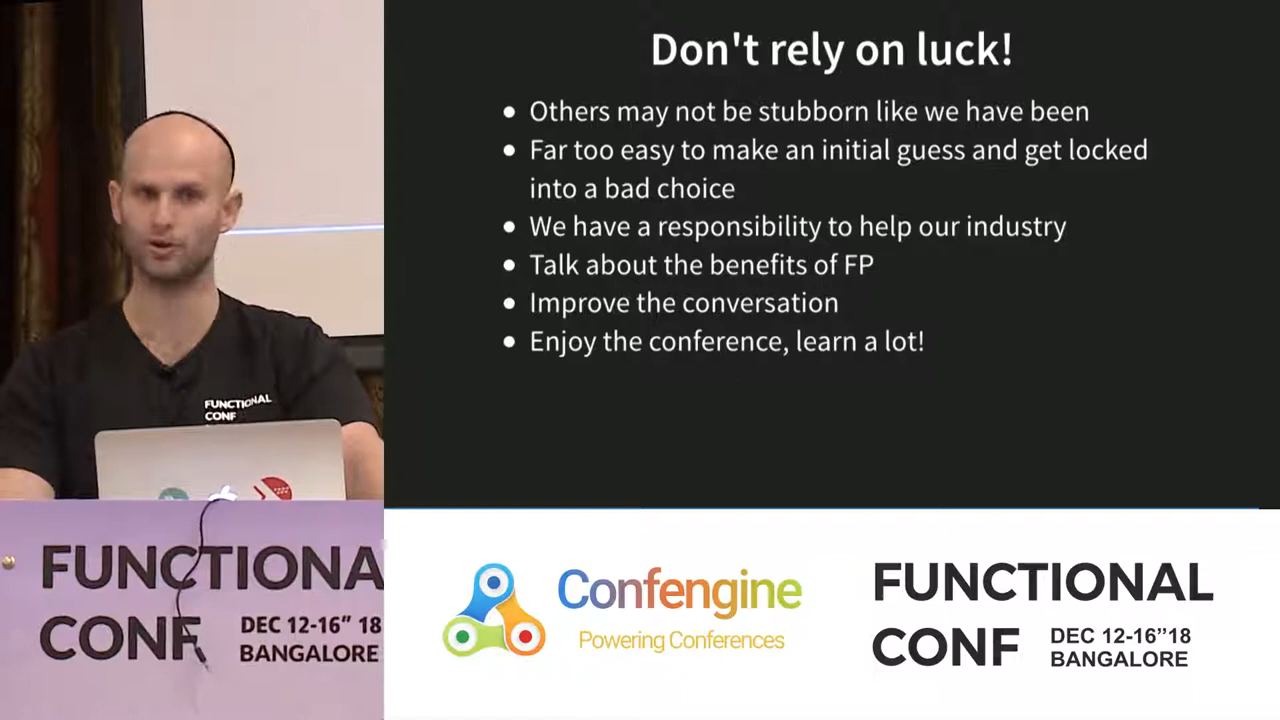 Don't rely on luck!
• Others may not be stubborn like we have been
• Far too easy to make an initial guess and get locked
into a bad choice
• We have a responsibility to help our industry
• Talk about the benefits of FP
• Improve the conversation
• Enjoy the conference, learn a lot!
FUNCTIONAL
CONF
FUNCTIONA
CONF
DEC 12-16" 18
BANGALORE
Confengine
Powering Conferences
FUNCTIONAL
CONF
DEC 12-16”18
BANGALORE